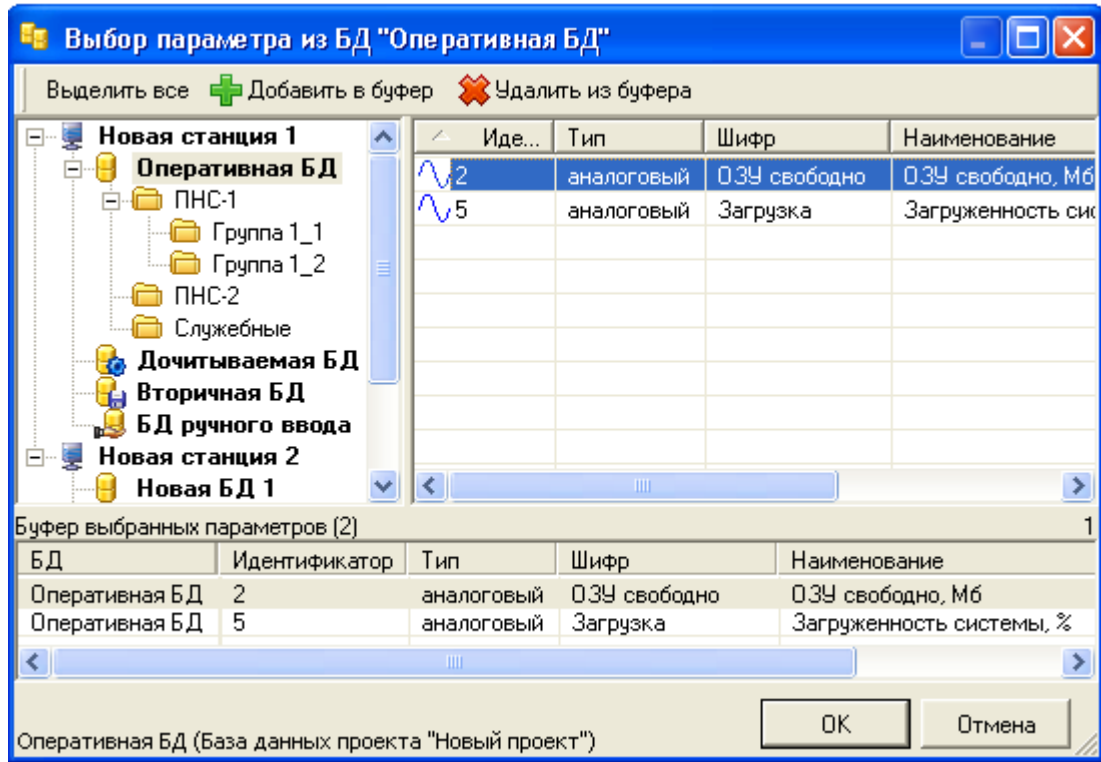 Выбор параметра из БД "Оперативная БД"
Выделить все Добавить в буфер Удалить из буфера
Новая станция 1
Оперативная БД
ПНС-1
Группа 1_1
Группа 1_2
ПНС-2
Служебные
Дочитываемая БД
Вторичная БД
БД ручного ввода
Новая станция 2
Новая БД 1
Иде... Тип Шифр Наименование
2 аналоговый ОЗУ свободно ОЗУ свободно, Мб
5 аналоговый Загрузка Загруженность сис
Буфер выбранных параметров (2) 1
БД Идентификатор Тип Шифр Наименование
Оперативная БД 2 аналоговый ОЗУ свободно ОЗУ свободно, Мб
Оперативная БД 5 аналоговый Загрузка Загруженность системы, %
OK Отмена
Оперативная БД (База данных проекта "Новый проект")